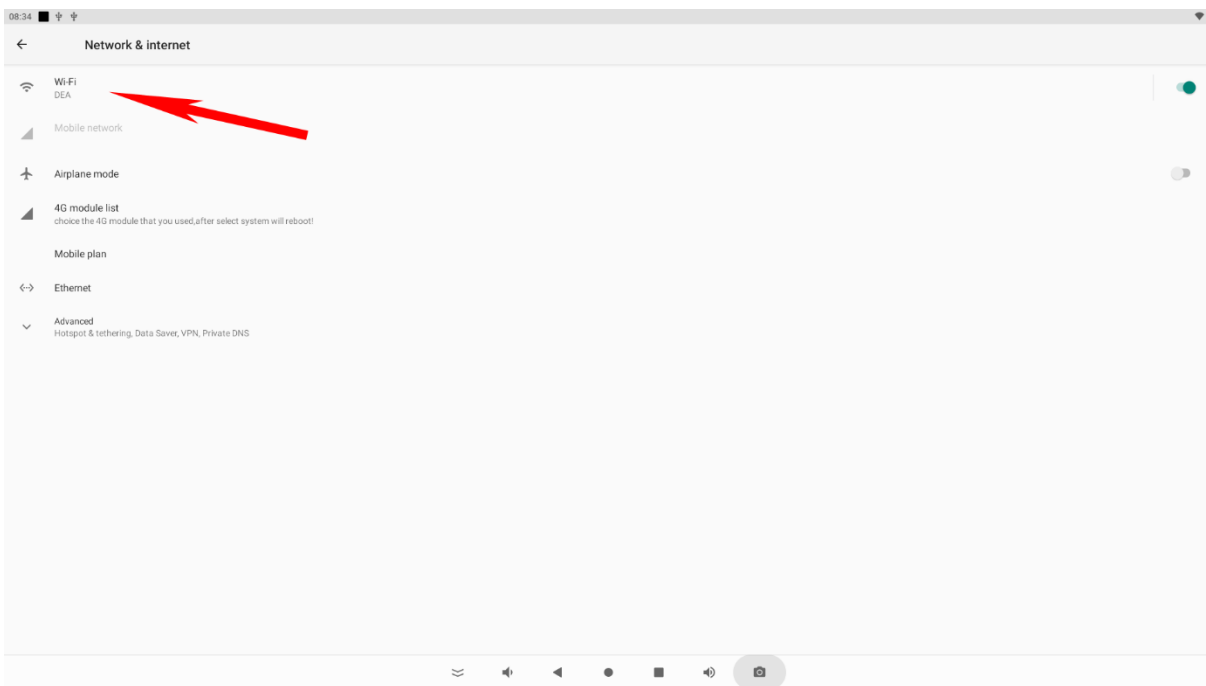 08:34
Network & internet
Wi-Fi
DEA
Mobile network
Airplane mode
4G module list
choice the 4G module that you used,after select system will reboot!
Mobile plan
Ethernet
Advanced
Hotspot & tethering, Data Saver, VPN, Private DNS